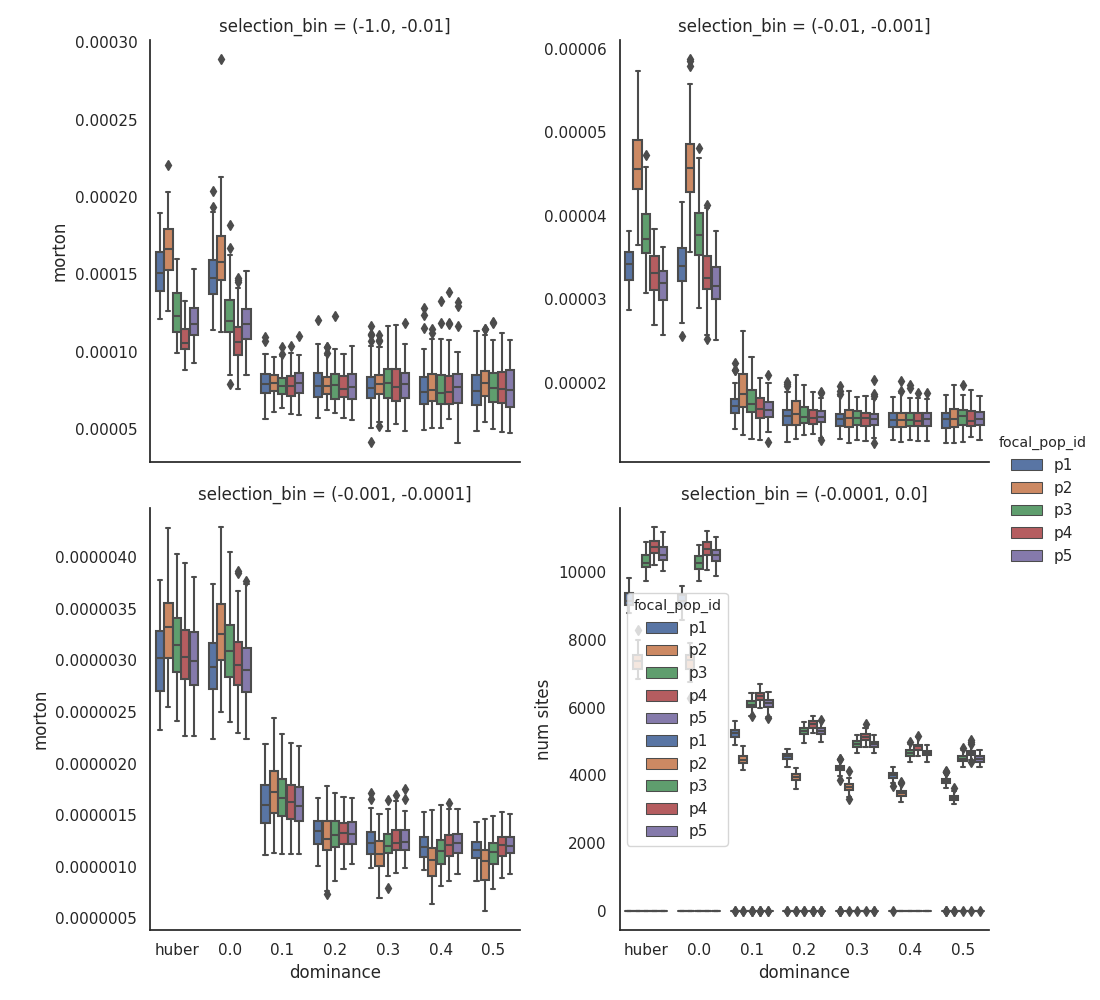 selection_bin = (-1.0, -0.01]
selection_bin = (-0.01, -0.001]
0.00030
0.00025
0.00020
0.00015
0.00010
0.00005
morton
0.00006
0.00005
0.00004
0.00003
0.00002
focal_pop_id
p1
p2
p3
p4
p5
selection_bin = (-0.001, -0.0001]
selection_bin = (-0.0001, 0.0]
0.0000040
0.0000035
0.0000030
0.0000025
0.0000020
0.0000015
0.0000010
0.0000005
morton
huber
0.0
0.1
0.2
0.3
0.4
0.5
dominance
10000
8000
6000
4000
2000
0
num sites
focal_pop_id
p1
p2
p3
p4
p5
p1
p2
p3
p4
p5
huber
0.0
0.1
0.2
0.3
0.4
0.5
dominance